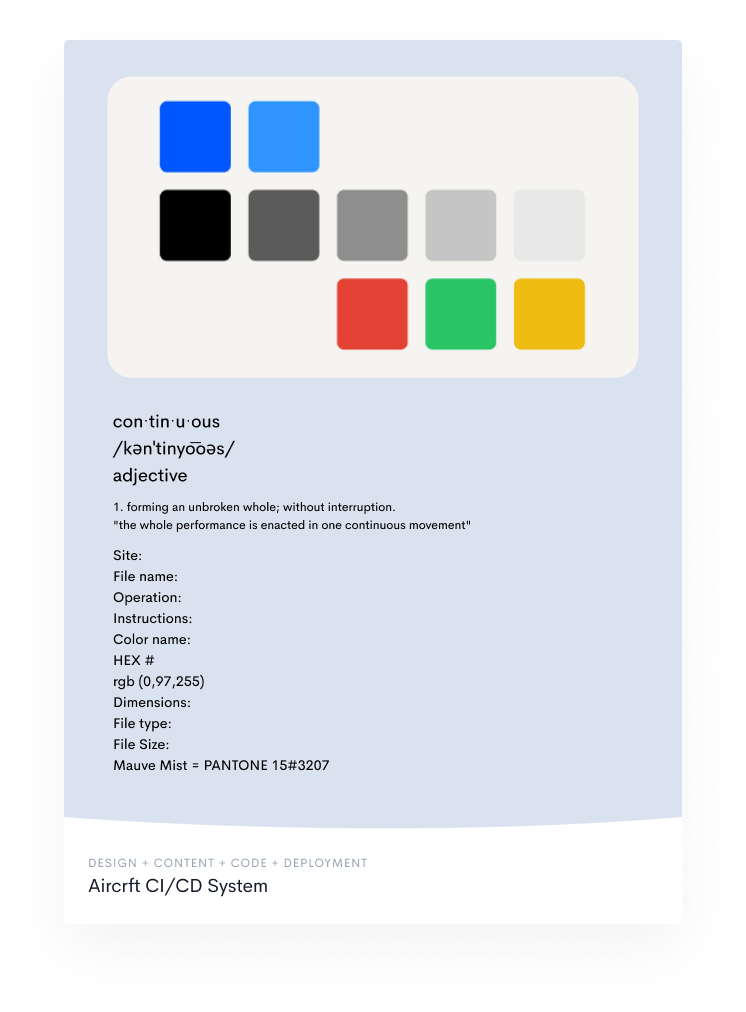 con·tin·u·ous
/kən'tinyo͞oəs/
adjective
1. forming an unbroken whole; without interruption.
"the whole performance is enacted in one continuous movement"
Site:
File name:
Operation:
Instructions:
Color name:
HEX #
rgb (0,97,255)
Dimensions:
File type:
File Size:
Mauve Mist = PANTONE 15#3207
DESIGN + CONTENT + CODE + DEPLOYMENT
Aircrft CI/CD System